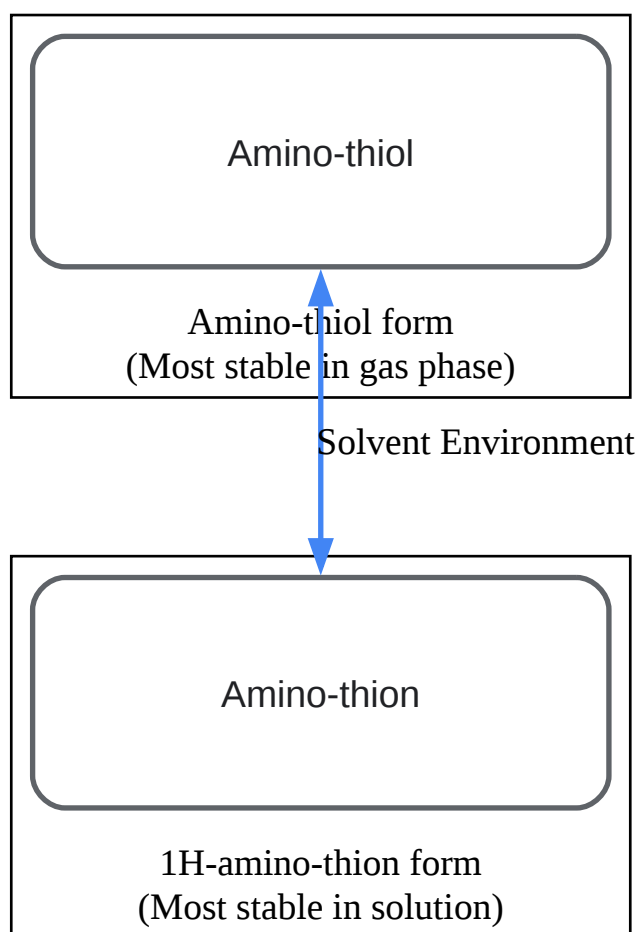 Amino-thiol
Amino-thiol form
(Most stable in gas phase)
Solvent Environment
Amino-thion
1H-amino-thion form
(Most stable in solution)